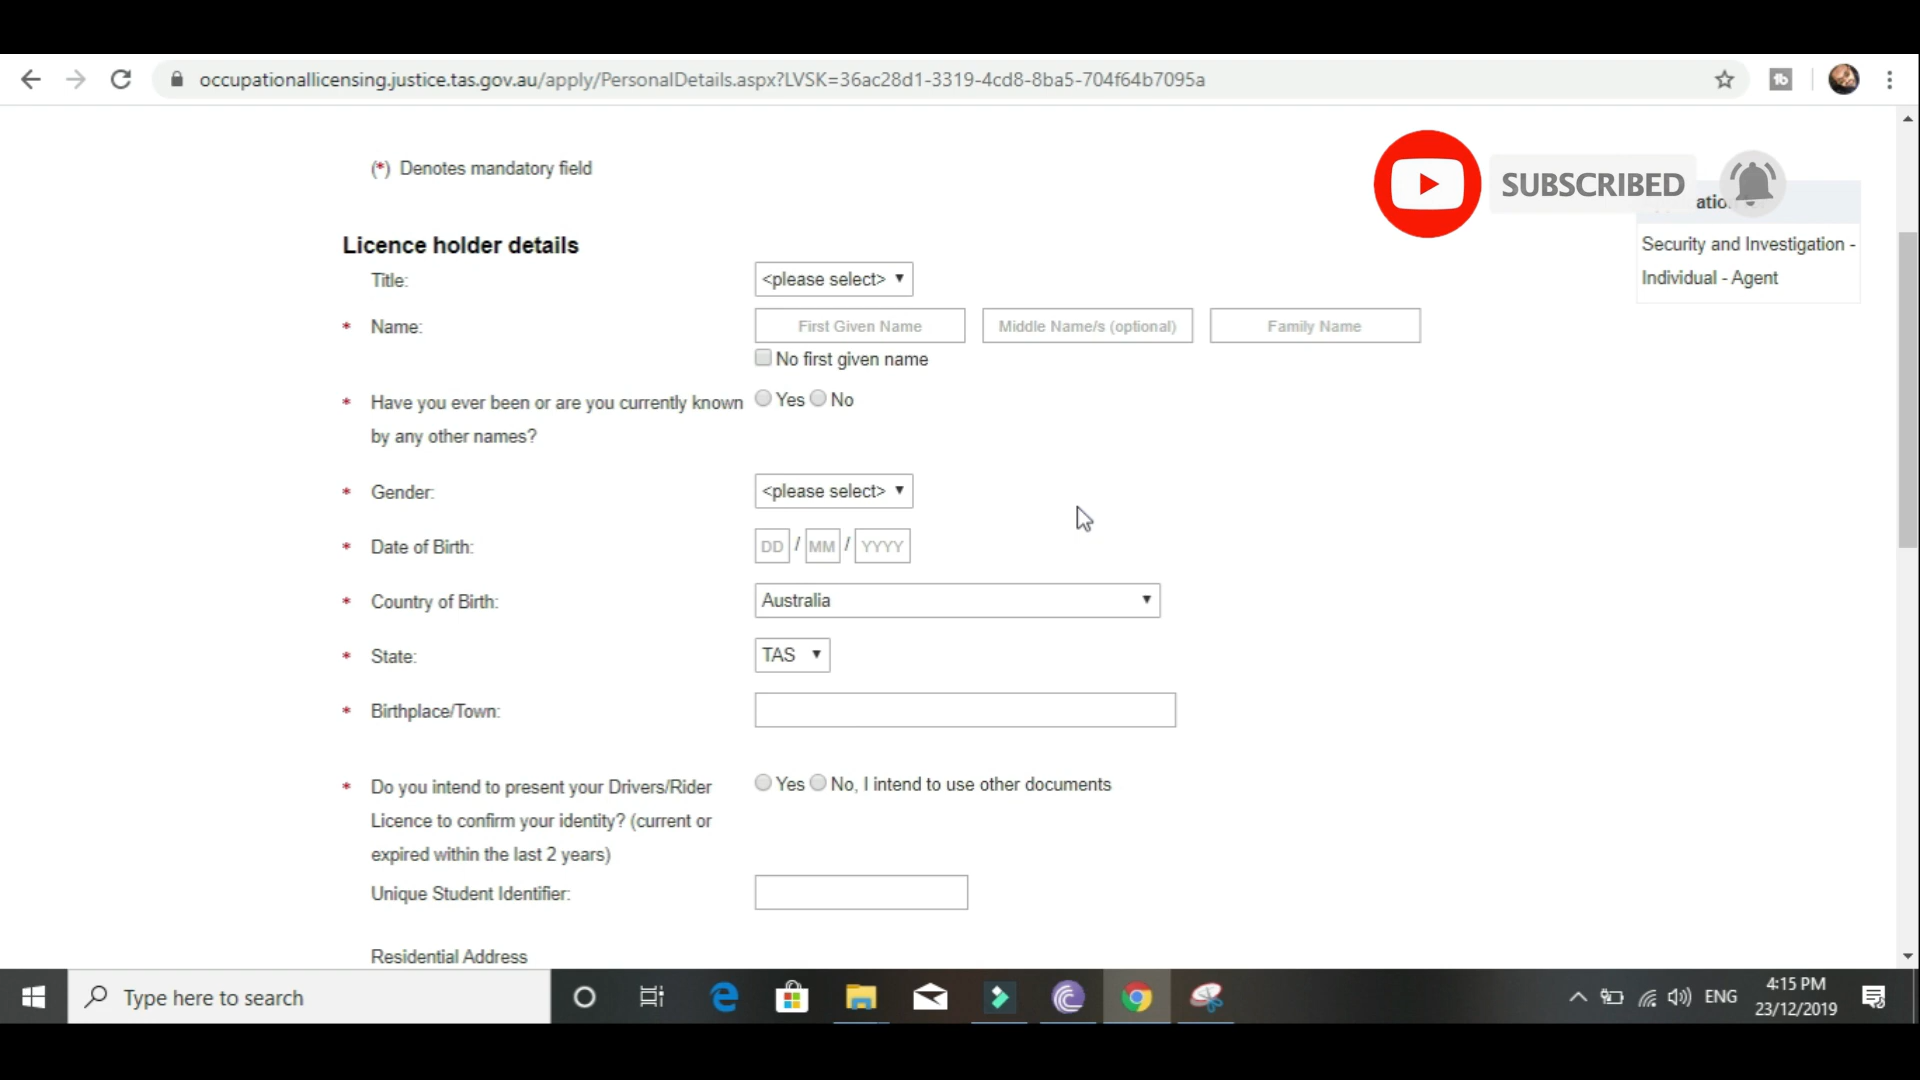 occupationallicensing.justice.tas.gov.au/apply/PersonalDetails.aspx?LVSK=36ac28d1-3319-4cd8-8ba5-704f64b7095a
(*) Denotes mandatory field
SUBSCRIBED
Security and Investigation -
Individual - Agent
Licence holder details
Title: <please select>
* Name: First Given Name Middle Name/s (optional) Family Name
No first given name
* Have you ever been or are you currently known Yes No
by any other names?
* Gender: <please select>
* Date of Birth: DD / MM / YYYY
* Country of Birth: Australia
* State: TAS
* Birthplace/Town:
* Do you intend to present your Drivers/Rider Yes No, I intend to use other documents
Licence to confirm your identity? (current or
expired within the last 2 years)
Unique Student Identifier:
Residential Address
Type here to search
ENG
4:15 PM
23/12/2019